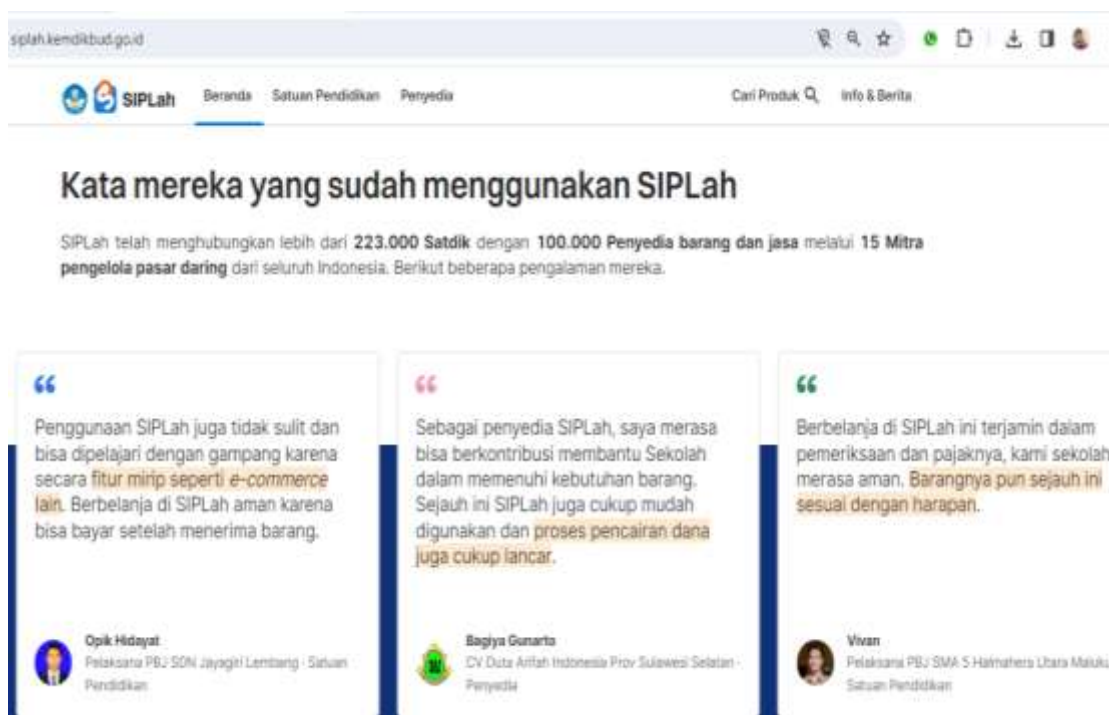 siplah.kemdikbud.go.id
SIPLah Beranda Satuan Pendidikan Penyedia Cari Produk Info & Berita
Kata mereka yang sudah menggunakan SIPLah
SIPLah telah menghubungkan lebih dari 223.000 Satdik dengan 100.000 Penyedia barang dan jasa melalui 15 Mitra
pengelola pasar daring dari seluruh Indonesia. Berikut beberapa pengalaman mereka.
Penggunaan SIPLah juga tidak sulit dan
bisa dipelajari dengan gampang karena
secara fitur mirip seperti e-commerce
lain. Berbelanja di SIPLah aman karena
bisa bayar setelah menerima barang.
Opik Hidayat
Pelaksana PBJ SDN Jayagiri Lembang - Satuan
Pendidikan
Sebagai penyedia SIPLah, saya merasa
bisa berkontribusi membantu Sekolah
dalam memenuhi kebutuhan barang.
Sejauh ini SIPLah juga cukup mudah
digunakan dan proses pencairan dana
juga cukup lancar.
Bagiya Gunarto
CV Duta Arifah Indonesia Prov Sulawesi Selatan -
Penyedia
Berbelanja di SIPLah ini terjamin dalam
pemeriksaan dan pajaknya, kami sekolah
merasa aman. Barangnya pun sejauh ini
sesuai dengan harapan.
Vivan
Pelaksana PBJ SMA 5 Halmahera Utara Maluku
Satuan Pendidikan